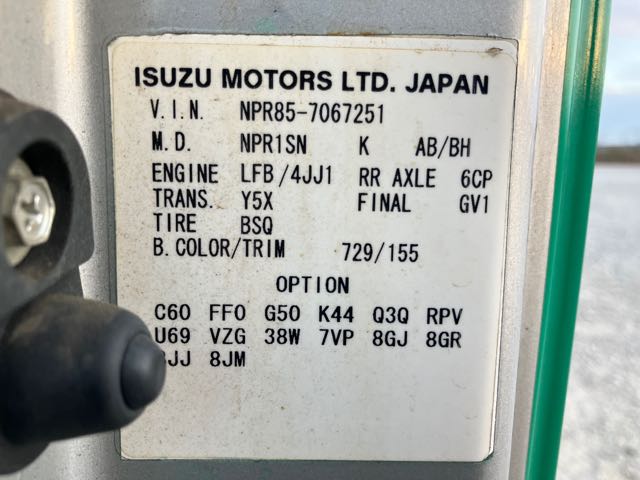 ISUZU MOTORS LTD. JAPAN
V.I.N. NPR85-7067251
M.D. NPR1SN K AB/BH
ENGINE LFB/4JJ1 RR AXLE 6CP
TRANS. Y5X FINAL GV1
TIRE BSQ
B.COLOR/TRIM 729/155
OPTION
C60 FF0 G50 K44 Q3Q RPV
U69 VZG 38W 7VP 8GJ 8GR
8JM